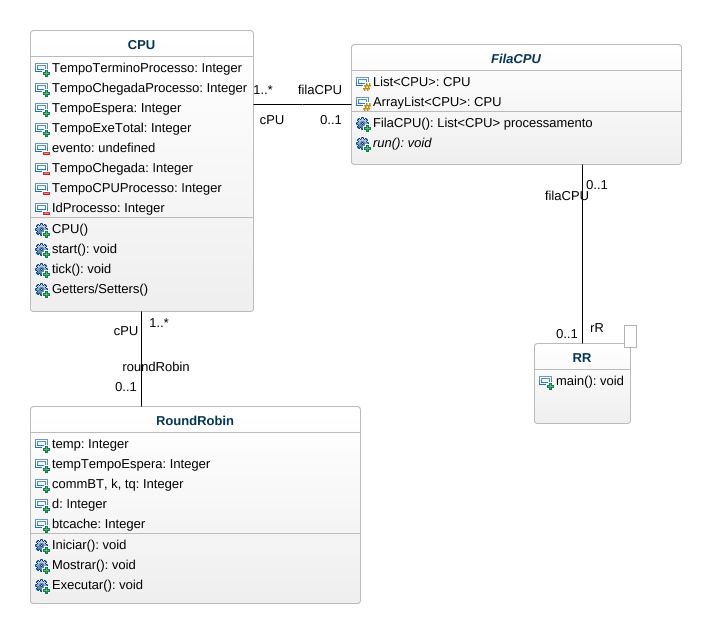 CPU
TempoTerminoProcesso: Integer
TempoChegadaProcesso: Integer
TempoEspera: Integer
TempoExeTotal: Integer
evento: undefined
TempoChegada: Integer
TempoCPUProcesso: Integer
IdProcesso: Integer
CPU()
start(): void
tick(): void
Getters/Setters()
1..*
filaCPU
cPU
0..1
FilaCPU
List<CPU>: CPU
ArrayList<CPU>: CPU
FilaCPU(): List<CPU> processamento
run(): void
0..1
filaCPU
0..1
rR
RR
main(): void
cPU
1..*
roundRobin
0..1
RoundRobin
temp: Integer
tempTempoEspera: Integer
commBT, k, tq: Integer
d: Integer
btcache: Integer
Iniciar(): void
Mostrar(): void
Executar(): void